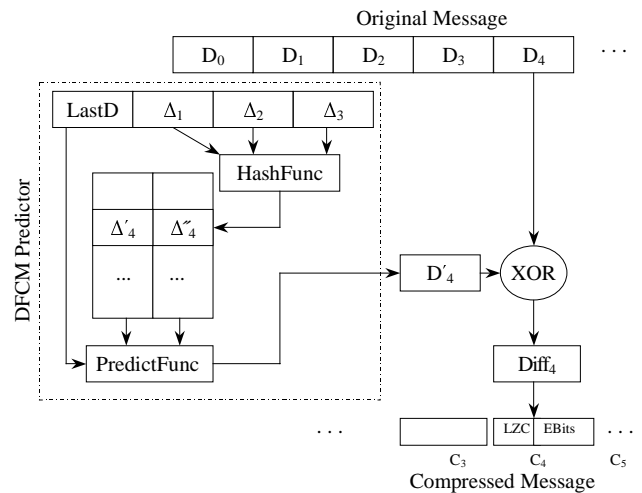 Original Message
D0 D1 D2 D3 D4 ...
LastD Δ1 Δ2 Δ3
HashFunc
Δ′4 Δ″4
... ...
DFCM Predictor
D′4 XOR
PredictFunc
Diff4
LZC EBits
... ...
C3 C4 C5
Compressed Message